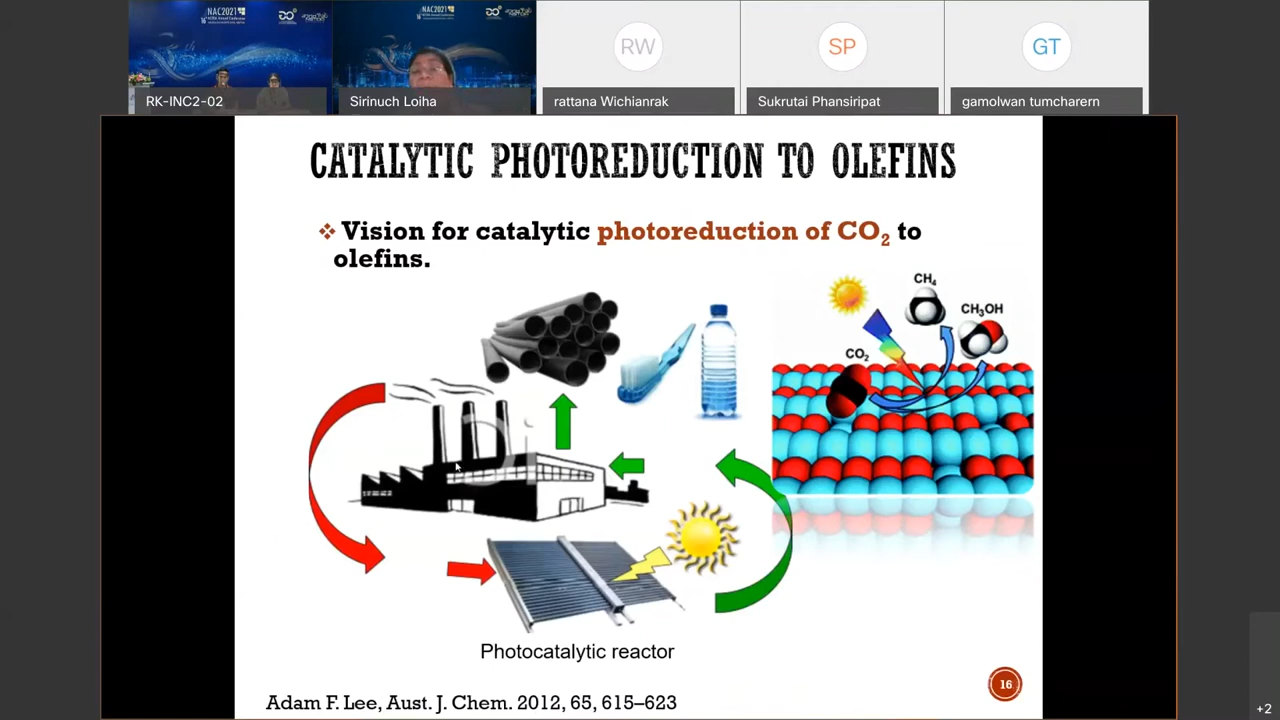 NAC2021
NAC2021
RW
SP
GT
RK-INC2-02
Sirinuch Loiha
rattana Wichianrak
Sukrutai Phansiripat
gamolwan tumcharern
CATALYTIC PHOTOREDUCTION TO OLEFINS
❖ Vision for catalytic photoreduction of CO₂ to
olefins.
CH₄
CH₃OH
CO₂
Photocatalytic reactor
Adam F. Lee, Aust. J. Chem. 2012, 65, 615–623
16
+2